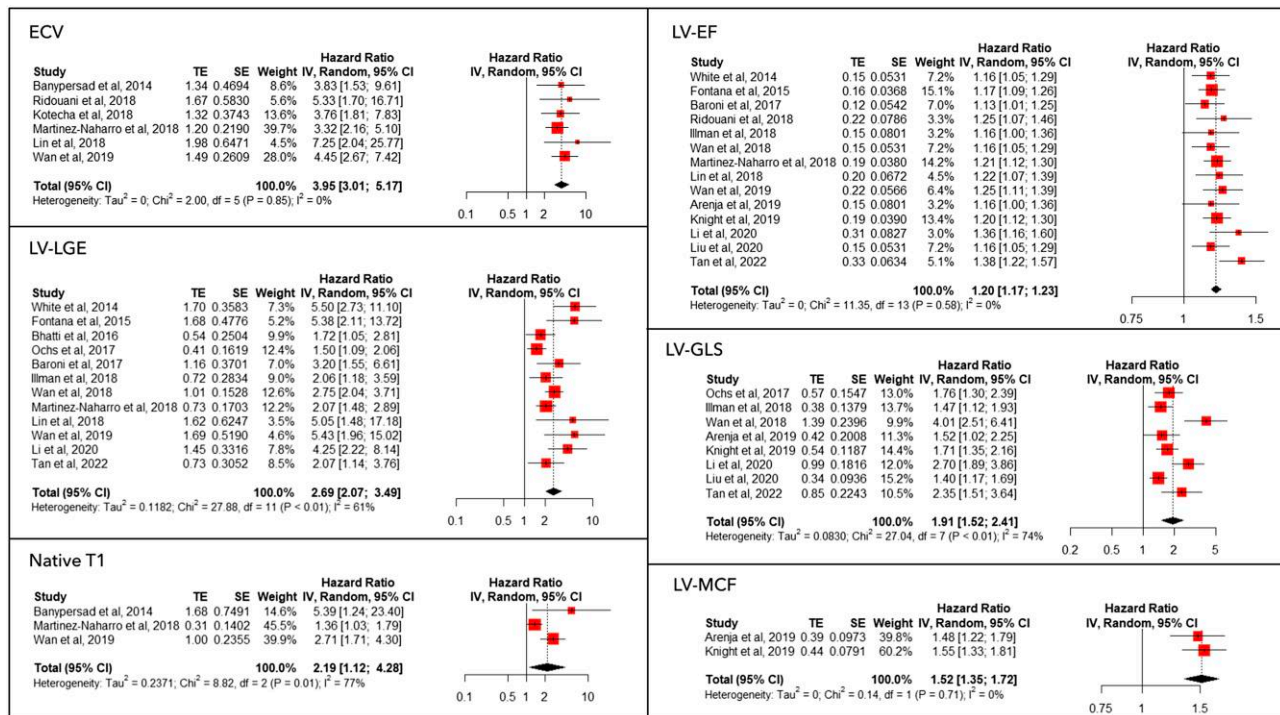 ECV
Hazard Ratio Hazard Ratio
Study TE SE Weight IV, Random, 95% CI IV, Random, 95% CI
Banypersad et al, 2014 1.34 0.4694 8.6% 3.83 [1.53; 9.61]
Ridouani et al, 2018 1.67 0.5830 5.6% 5.33 [1.70; 16.71]
Kotecha et al, 2018 1.32 0.3743 13.6% 3.76 [1.81; 7.83]
Martinez-Naharro et al, 2018 1.20 0.2190 39.7% 3.32 [2.16; 5.10]
Lin et al, 2018 1.98 0.6471 4.5% 7.25 [2.04; 25.77]
Wan et al, 2019 1.49 0.2609 28.0% 4.45 [2.67; 7.42]
Total (95% CI) 100.0% 3.95 [3.01; 5.17]
Heterogeneity: Tau² = 0; Chi² = 2.00, df = 5 (P = 0.85); I² = 0%
0.1 0.5 1 2 10
LV-LGE
Hazard Ratio Hazard Ratio
Study TE SE Weight IV, Random, 95% CI IV, Random, 95% CI
White et al, 2014 1.70 0.3583 7.3% 5.50 [2.73; 11.10]
Fontana et al, 2015 1.68 0.4776 5.2% 5.38 [2.11; 13.72]
Bhatti et al, 2016 0.54 0.2504 9.9% 1.72 [1.05; 2.81]
Ochs et al, 2017 0.41 0.1619 12.4% 1.50 [1.09; 2.06]
Baroni et al, 2017 1.16 0.3701 7.0% 3.20 [1.55; 6.61]
Illman et al, 2018 0.72 0.2834 9.0% 2.06 [1.18; 3.59]
Wan et al, 2018 1.01 0.1528 12.6% 2.75 [2.04; 3.71]
Martinez-Naharro et al, 2018 0.73 0.1703 12.2% 2.07 [1.48; 2.89]
Lin et al, 2018 1.62 0.6247 3.5% 5.05 [1.48; 17.18]
Wan et al, 2019 1.69 0.5190 4.6% 5.43 [1.96; 15.02]
Li et al, 2020 1.45 0.3316 7.8% 4.25 [2.22; 8.14]
Tan et al, 2022 0.73 0.3052 8.5% 2.07 [1.14; 3.76]
Total (95% CI) 100.0% 2.69 [2.07; 3.49]
Heterogeneity: Tau² = 0.1182; Chi² = 27.88, df = 11 (P < 0.01); I² = 61%
0.1 0.5 1 2 10
Native T1
Hazard Ratio Hazard Ratio
Study TE SE Weight IV, Random, 95% CI IV, Random, 95% CI
Banypersad et al, 2014 1.68 0.7491 14.6% 5.39 [1.24; 23.40]
Martinez-Naharro et al, 2018 0.31 0.1402 45.5% 1.36 [1.03; 1.79]
Wan et al, 2019 1.00 0.2355 39.9% 2.71 [1.71; 4.30]
Total (95% CI) 100.0% 2.19 [1.12; 4.28]
Heterogeneity: Tau² = 0.2371; Chi² = 8.82, df = 2 (P = 0.01); I² = 77%
0.1 0.5 1 2 10
LV-EF
Hazard Ratio Hazard Ratio
Study TE SE Weight IV, Random, 95% CI IV, Random, 95% CI
White et al, 2014 0.15 0.0531 7.2% 1.16 [1.05; 1.29]
Fontana et al, 2015 0.16 0.0368 15.1% 1.17 [1.09; 1.26]
Baroni et al, 2017 0.12 0.0542 7.0% 1.13 [1.01; 1.25]
Ridouani et al, 2018 0.22 0.0786 3.3% 1.25 [1.07; 1.46]
Illman et al, 2018 0.15 0.0801 3.2% 1.16 [1.00; 1.36]
Wan et al, 2018 0.15 0.0531 7.2% 1.16 [1.05; 1.29]
Martinez-Naharro et al, 2018 0.19 0.0380 14.2% 1.21 [1.12; 1.30]
Lin et al, 2018 0.20 0.0672 4.5% 1.22 [1.07; 1.39]
Wan et al, 2019 0.22 0.0566 6.4% 1.25 [1.11; 1.39]
Arenja et al, 2019 0.15 0.0801 3.2% 1.16 [1.00; 1.36]
Knight et al, 2019 0.19 0.0390 13.4% 1.20 [1.12; 1.30]
Li et al, 2020 0.31 0.0827 3.0% 1.36 [1.16; 1.60]
Liu et al, 2020 0.15 0.0531 7.2% 1.16 [1.05; 1.29]
Tan et al, 2022 0.33 0.0634 5.1% 1.38 [1.22; 1.57]
Total (95% CI) 100.0% 1.20 [1.17; 1.23]
Heterogeneity: Tau² = 0; Chi² = 11.35, df = 13 (P = 0.58); I² = 0%
0.75 1 1.5
LV-GLS
Hazard Ratio Hazard Ratio
Study TE SE Weight IV, Random, 95% CI IV, Random, 95% CI
Ochs et al, 2017 0.57 0.1547 13.0% 1.76 [1.30; 2.39]
Illman et al, 2018 0.38 0.1379 13.7% 1.47 [1.12; 1.93]
Wan et al, 2018 1.39 0.2396 9.9% 4.01 [2.51; 6.41]
Arenja et al, 2019 0.42 0.2008 11.3% 1.52 [1.02; 2.25]
Knight et al, 2019 0.54 0.1187 14.4% 1.71 [1.35; 2.16]
Li et al, 2020 0.99 0.1816 12.0% 2.70 [1.89; 3.86]
Liu et al, 2020 0.34 0.0936 15.2% 1.40 [1.17; 1.69]
Tan et al, 2022 0.85 0.2243 10.5% 2.35 [1.51; 3.64]
Total (95% CI) 100.0% 1.91 [1.52; 2.41]
Heterogeneity: Tau² = 0.0830; Chi² = 27.04, df = 7 (P < 0.01); I² = 74%
0.2 0.5 1 2 5
LV-MCF
Hazard Ratio Hazard Ratio
Study TE SE Weight IV, Random, 95% CI IV, Random, 95% CI
Arenja et al, 2019 0.39 0.0973 39.8% 1.48 [1.22; 1.79]
Knight et al, 2019 0.44 0.0791 60.2% 1.55 [1.33; 1.81]
Total (95% CI) 100.0% 1.52 [1.35; 1.72]
Heterogeneity: Tau² = 0; Chi² = 0.14, df = 1 (P = 0.71); I² = 0%
0.75 1 1.5